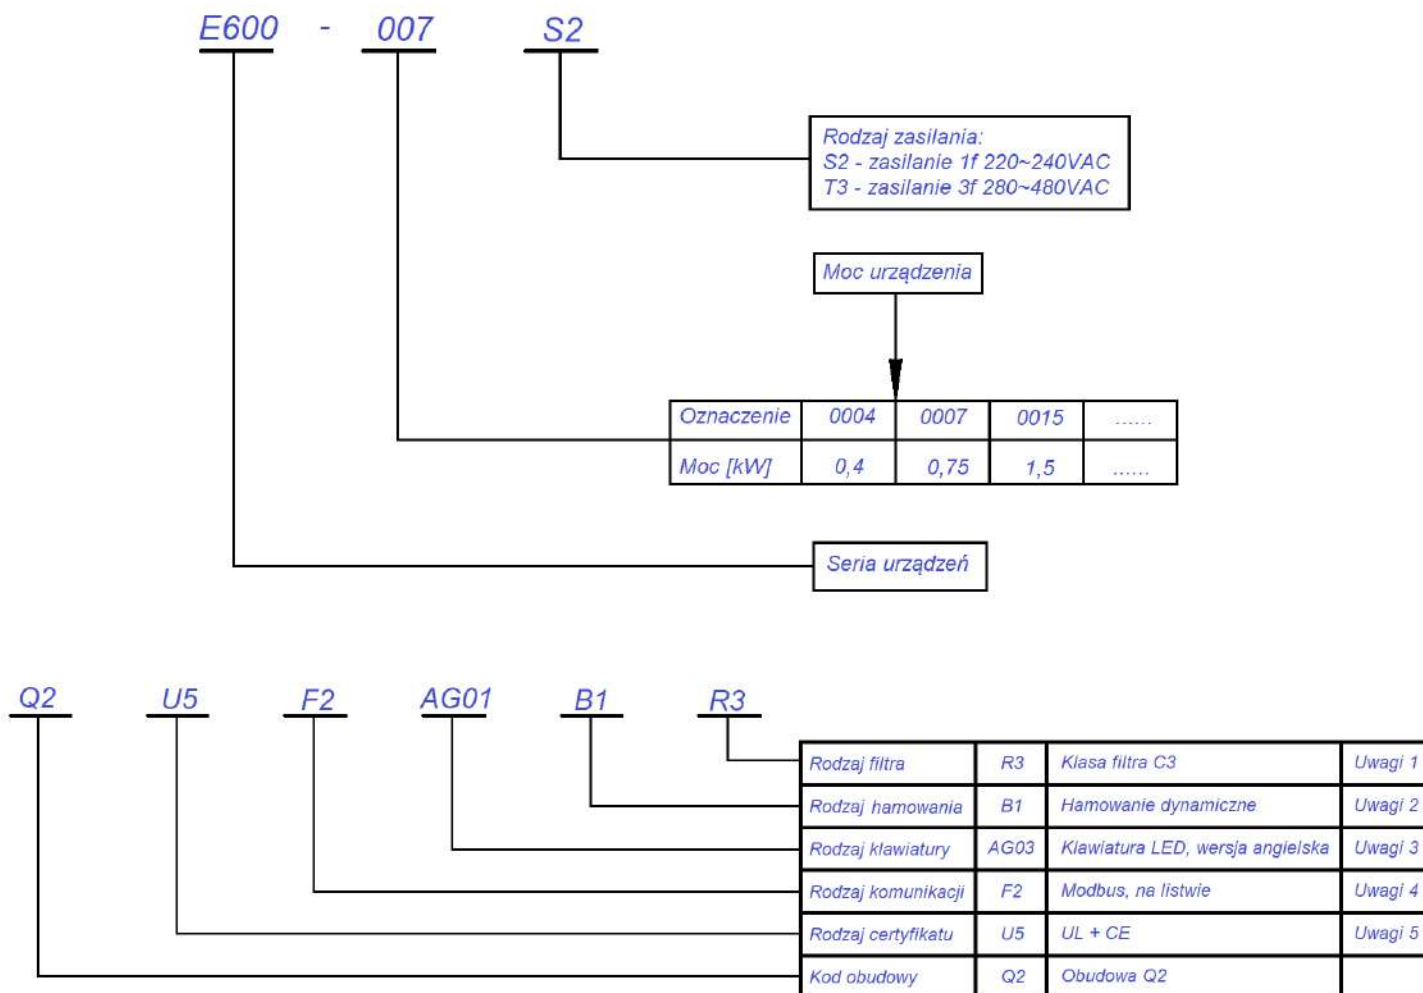 E600 - 007 S2
Rodzaj zasilania:
S2 - zasilanie 1f 220~240VAC
T3 - zasilanie 3f 280~480VAC
Moc urządzenia
Oznaczenie 0004 0007 0015 ......
Moc [kW] 0,4 0,75 1,5 ......
Seria urządzeń
Q2 U5 F2 AG01 B1 R3
Rodzaj filtra R3 Klasa filtra C3 Uwagi 1
Rodzaj hamowania B1 Hamowanie dynamiczne Uwagi 2
Rodzaj klawiatury AG03 Klawiatura LED, wersja angielska Uwagi 3
Rodzaj komunikacji F2 Modbus, na listwie Uwagi 4
Rodzaj certyfikatu U5 UL + CE Uwagi 5
Kod obudowy Q2 Obudowa Q2